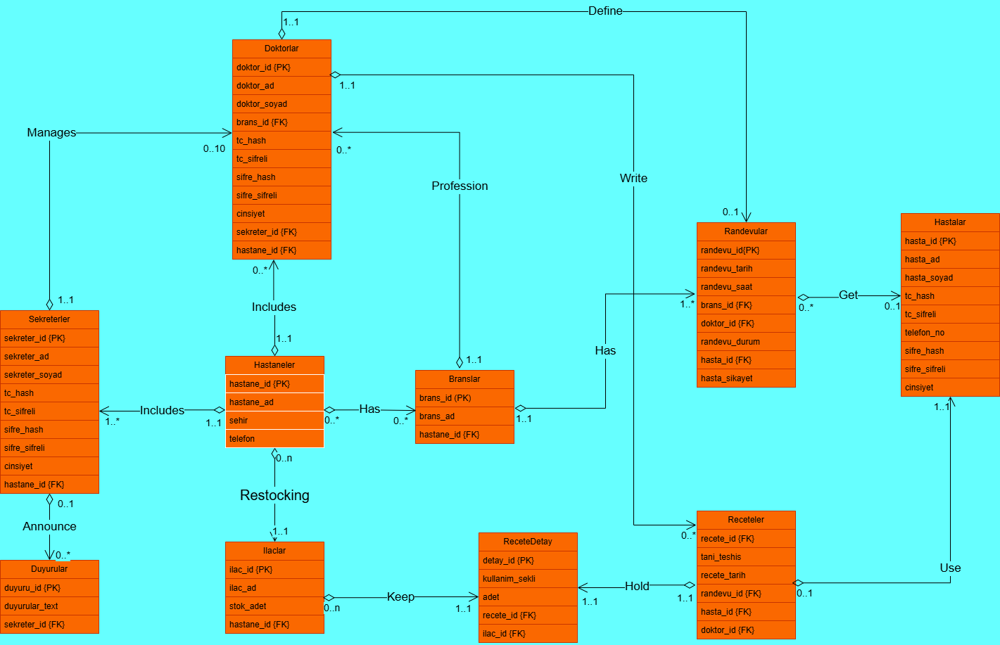 Define
1..1
Doktorlar
doktor_id {PK}
doktor_ad
doktor_soyad
brans_id {FK}
tc_hash
tc_sifreli
sifre_hash
sifre_sifreli
cinsiyet
sekreter_id {FK}
hastane_id {FK}
1..1
Manages
0..10
0..*
Profession
Write
0..1
Randevular
randevu_id{PK}
randevu_tarih
randevu_saat
brans_id {FK}
doktor_id {FK}
randevu_durum
hasta_id {FK}
hasta_sikayet
Hastalar
hasta_id {PK}
hasta_ad
hasta_soyad
tc_hash
tc_sifreli
telefon_no
sifre_hash
sifre_sifreli
cinsiyet
0..*
Includes
1..1
1..*
0..*
Get
0..1
1..1
Sekreterler
sekreter_id {PK}
sekreter_ad
sekreter_soyad
tc_hash
tc_sifreli
sifre_hash
sifre_sifreli
cinsiyet
hastane_id {FK}
Hastaneler
hastane_id {PK}
hastane_ad
sehir
telefon
1..1
Branslar
brans_id (PK)
brans_ad
hastane_id {FK}
Has
1..*
Includes
1..1
0..*
Has
0..*
1..1
1..1
0..n
Restocking
1..1
0..1
Announce
0..*
Duyurular
duyuru_id {PK}
duyurular_text
sekreter_id {FK}
Ilaclar
ilac_id {PK}
ilac_ad
stok_adet
hastane_id {FK}
0..n
Keep
1..1
ReceteDetay
detay_id {PK}
kullanim_sekli
adet
recete_id {FK}
ilac_id {FK}
1..1
Hold
1..1
0..*
Receteler
recete_id {FK}
tani_teshis
recete_tarih
randevu_id {FK}
hasta_id {FK}
doktor_id {FK}
0..1
Use